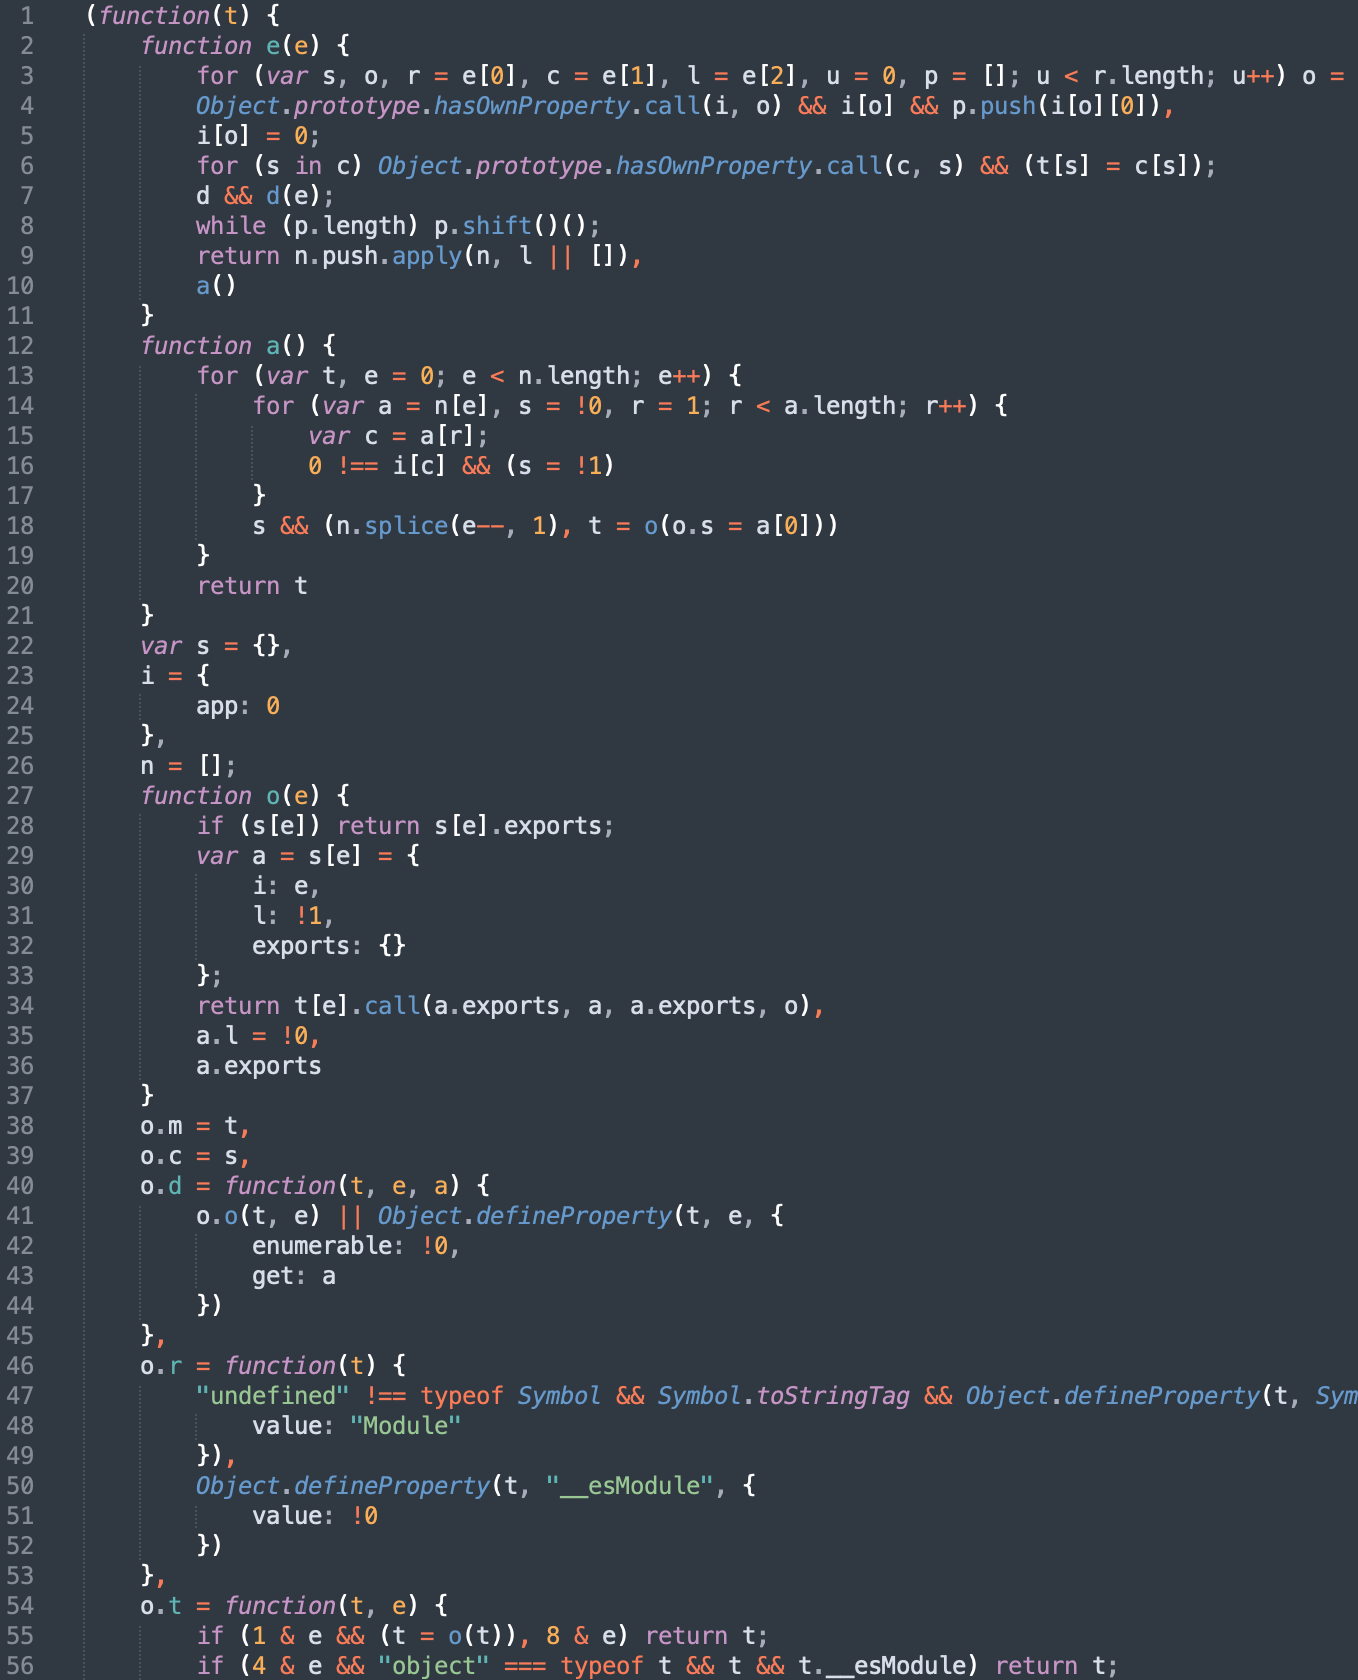 1 (function(t) {
2 function e(e) {
3 for (var s, o, r = e[0], c = e[1], l = e[2], u = 0, p = []; u < r.length; u++) o =
4 Object.prototype.hasOwnProperty.call(i, o) && i[o] && p.push(i[o][0]),
5 i[o] = 0;
6 for (s in c) Object.prototype.hasOwnProperty.call(c, s) && (t[s] = c[s]);
7 d && d(e);
8 while (p.length) p.shift()();
9 return n.push.apply(n, l || []),
10 a()
11 }
12 function a() {
13 for (var t, e = 0; e < n.length; e++) {
14 for (var a = n[e], s = !0, r = 1; r < a.length; r++) {
15 var c = a[r];
16 0 !== i[c] && (s = !1)
17 }
18 s && (n.splice(e--, 1), t = o(o.s = a[0]))
19 }
20 return t
21 }
22 var s = {},
23 i = {
24 app: 0
25 },
26 n = [];
27 function o(e) {
28 if (s[e]) return s[e].exports;
29 var a = s[e] = {
30 i: e,
31 l: !1,
32 exports: {}
33 };
34 return t[e].call(a.exports, a, a.exports, o),
35 a.l = !0,
36 a.exports
37 }
38 o.m = t,
39 o.c = s,
40 o.d = function(t, e, a) {
41 o.o(t, e) || Object.defineProperty(t, e, {
42 enumerable: !0,
43 get: a
44 })
45 },
46 o.r = function(t) {
47 "undefined" !== typeof Symbol && Symbol.toStringTag && Object.defineProperty(t, Sym
48 value: "Module"
49 }),
50 Object.defineProperty(t, "__esModule", {
51 value: !0
52 })
53 },
54 o.t = function(t, e) {
55 if (1 & e && (t = o(t)), 8 & e) return t;
56 if (4 & e && "object" === typeof t && t && t.__esModule) return t;